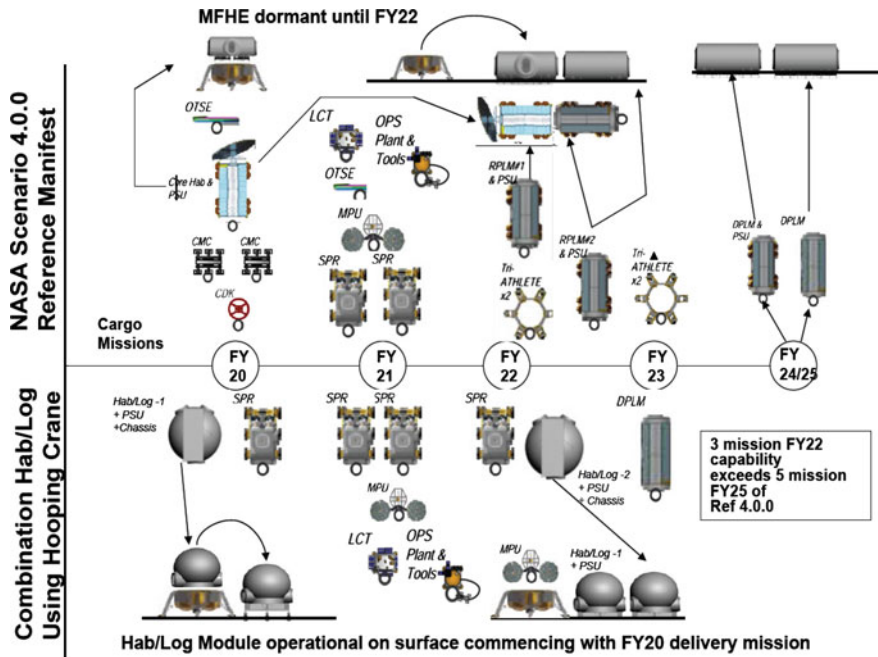 MFHE dormant until FY22
NASA Scenario 4.0.0
Reference Manifest
OTSE
Core Hab &
PSU
CMC
CMC
CDK
LCT
OPS
Plant &
Tools
OTSE
MPU
SPR
SPR
RPLM#1
& PSU
Tri-
ATHLETE
x2
RPLM#2
& PSU
Tri-
ATHLETE
x2
DPLM &
PSU
DPLM
Cargo
Missions
FY
20
FY
21
FY
22
FY
23
FY
24/25
Combination Hab/Log
Using Hooping Crane
Hab/Log -1
+ PSU
+Chassis
SPR
SPR
SPR
MPU
LCT
OPS
Plant &
Tools
SPR
Hab/Log -2
+ PSU
+ Chassis
MPU
Hab/Log -1
+ PSU
DPLM
3 mission FY22
capability
exceeds 5 mission
FY25 of
Ref 4.0.0
Hab/Log Module operational on surface commencing with FY20 delivery mission